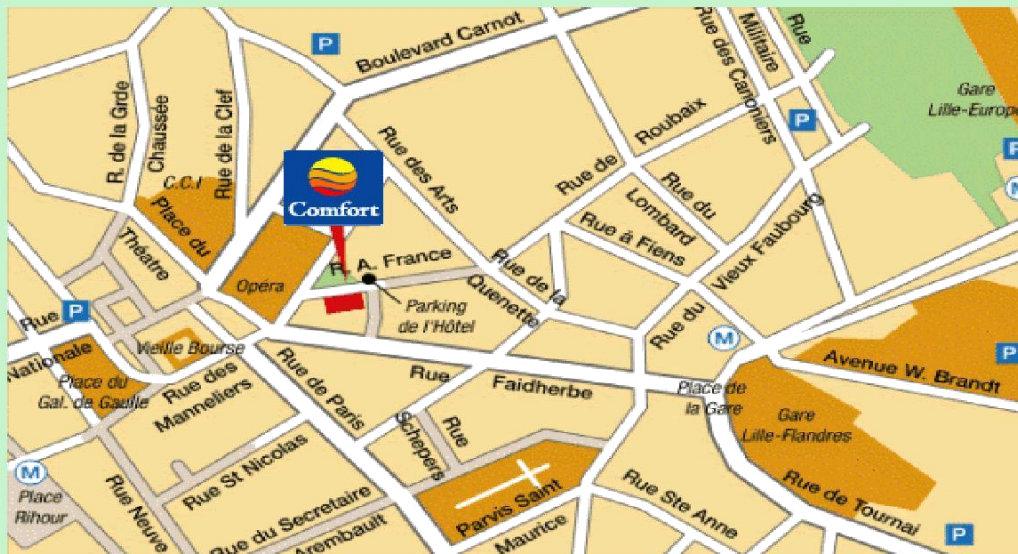 P
Boulevard Carnot
Rue des Canoniers
Militaire
Rue
Gare
Lille-Europe
P
P
M
R. de la Grde
Chaussée
Rue de la Clef
C.C.I
Place du
Théatre
Comfort
Rue des Arts
Rue de Roubaix
Rue du
Lombard
Rue à Fiens
Rue du Vieux Faubourg
R. A. France
Opéra
Parking
de l'Hôtel
Rue de la
Quenette
P
Rue
Nationale
Vieille Bourse
Place du
Gal. de Gaulle
Rue des
Manneliers
Rue de Paris
Rue Faidherbe
M
Place de
la Gare
Avenue W. Brandt
P
Gare
Lille-Flandres
Rue de Tournai
Schepers
Rue
Rue St Nicolas
M
Place
Rihour
Rue Neuve
Rue du Secretaire
Arembault
Parvis Saint
Maurice
Rue Ste Anne
P